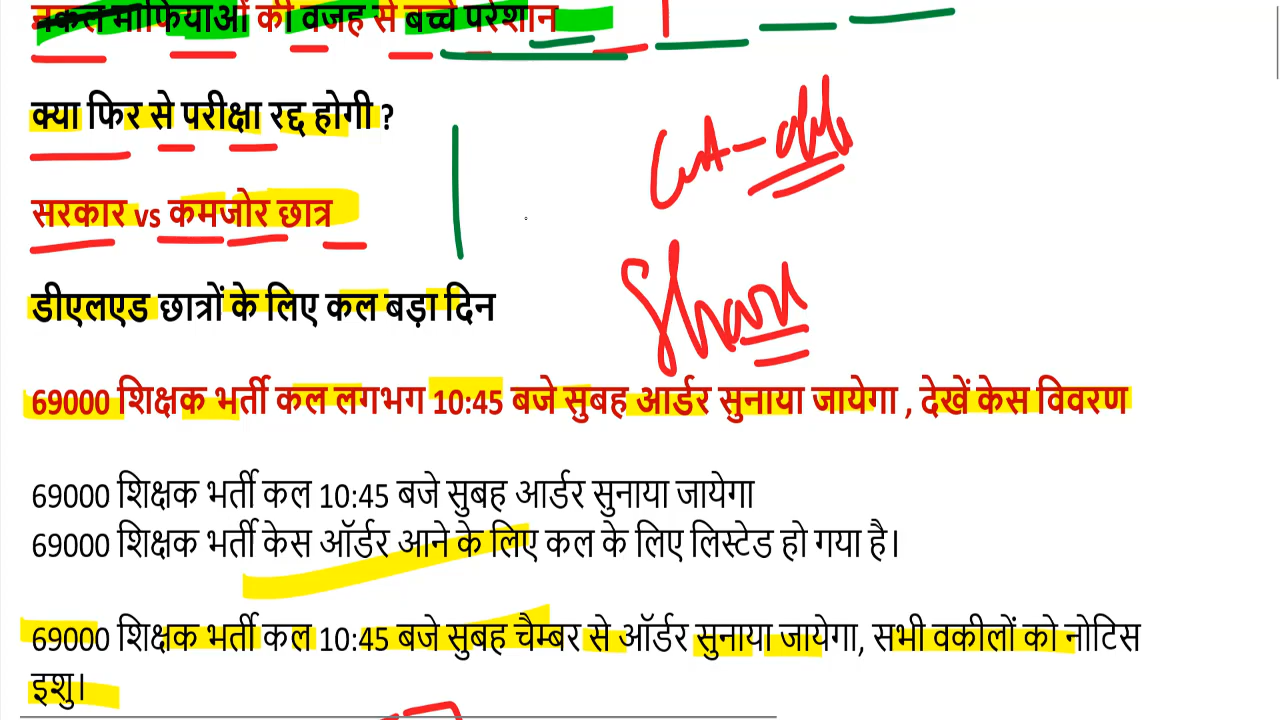 नकल माफियाओं की वजह से बच्चे परेशान
क्या फिर से परीक्षा रद्द होगी ?
Cut-
सरकार vs कमजोर छात्र
डीएलएड छात्रों के लिए कल बड़ा दिन
69000 शिक्षक भर्ती कल लगभग 10:45 बजे सुबह आर्डर सुनाया जायेगा , देखें केस विवरण
69000 शिक्षक भर्ती कल 10:45 बजे सुबह आर्डर सुनाया जायेगा
69000 शिक्षक भर्ती केस ऑर्डर आने के लिए कल के लिए लिस्टेड हो गया है।
69000 शिक्षक भर्ती कल 10:45 बजे सुबह चैम्बर से ऑर्डर सुनाया जायेगा, सभी वकीलों को नोटिस
इशु।